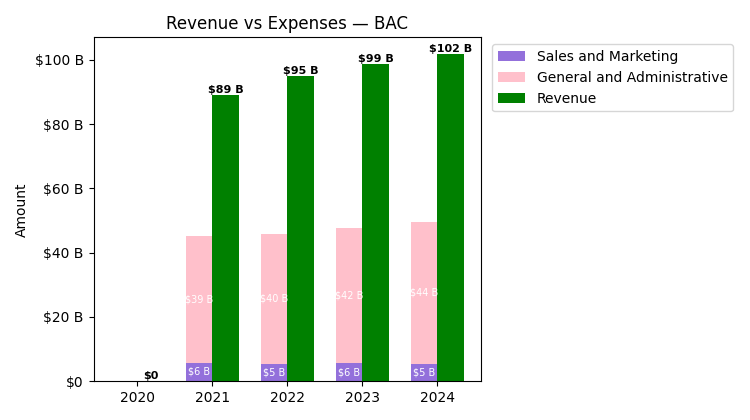 Revenue vs Expenses — BAC
Sales and Marketing
General and Administrative
Revenue
Amount
$100 B
$80 B
$60 B
$40 B
$20 B
$0
$0
$89 B
$95 B
$99 B
$102 B
$39 B
$40 B
$42 B
$44 B
$6 B
$5 B
$6 B
$5 B
2020
2021
2022
2023
2024